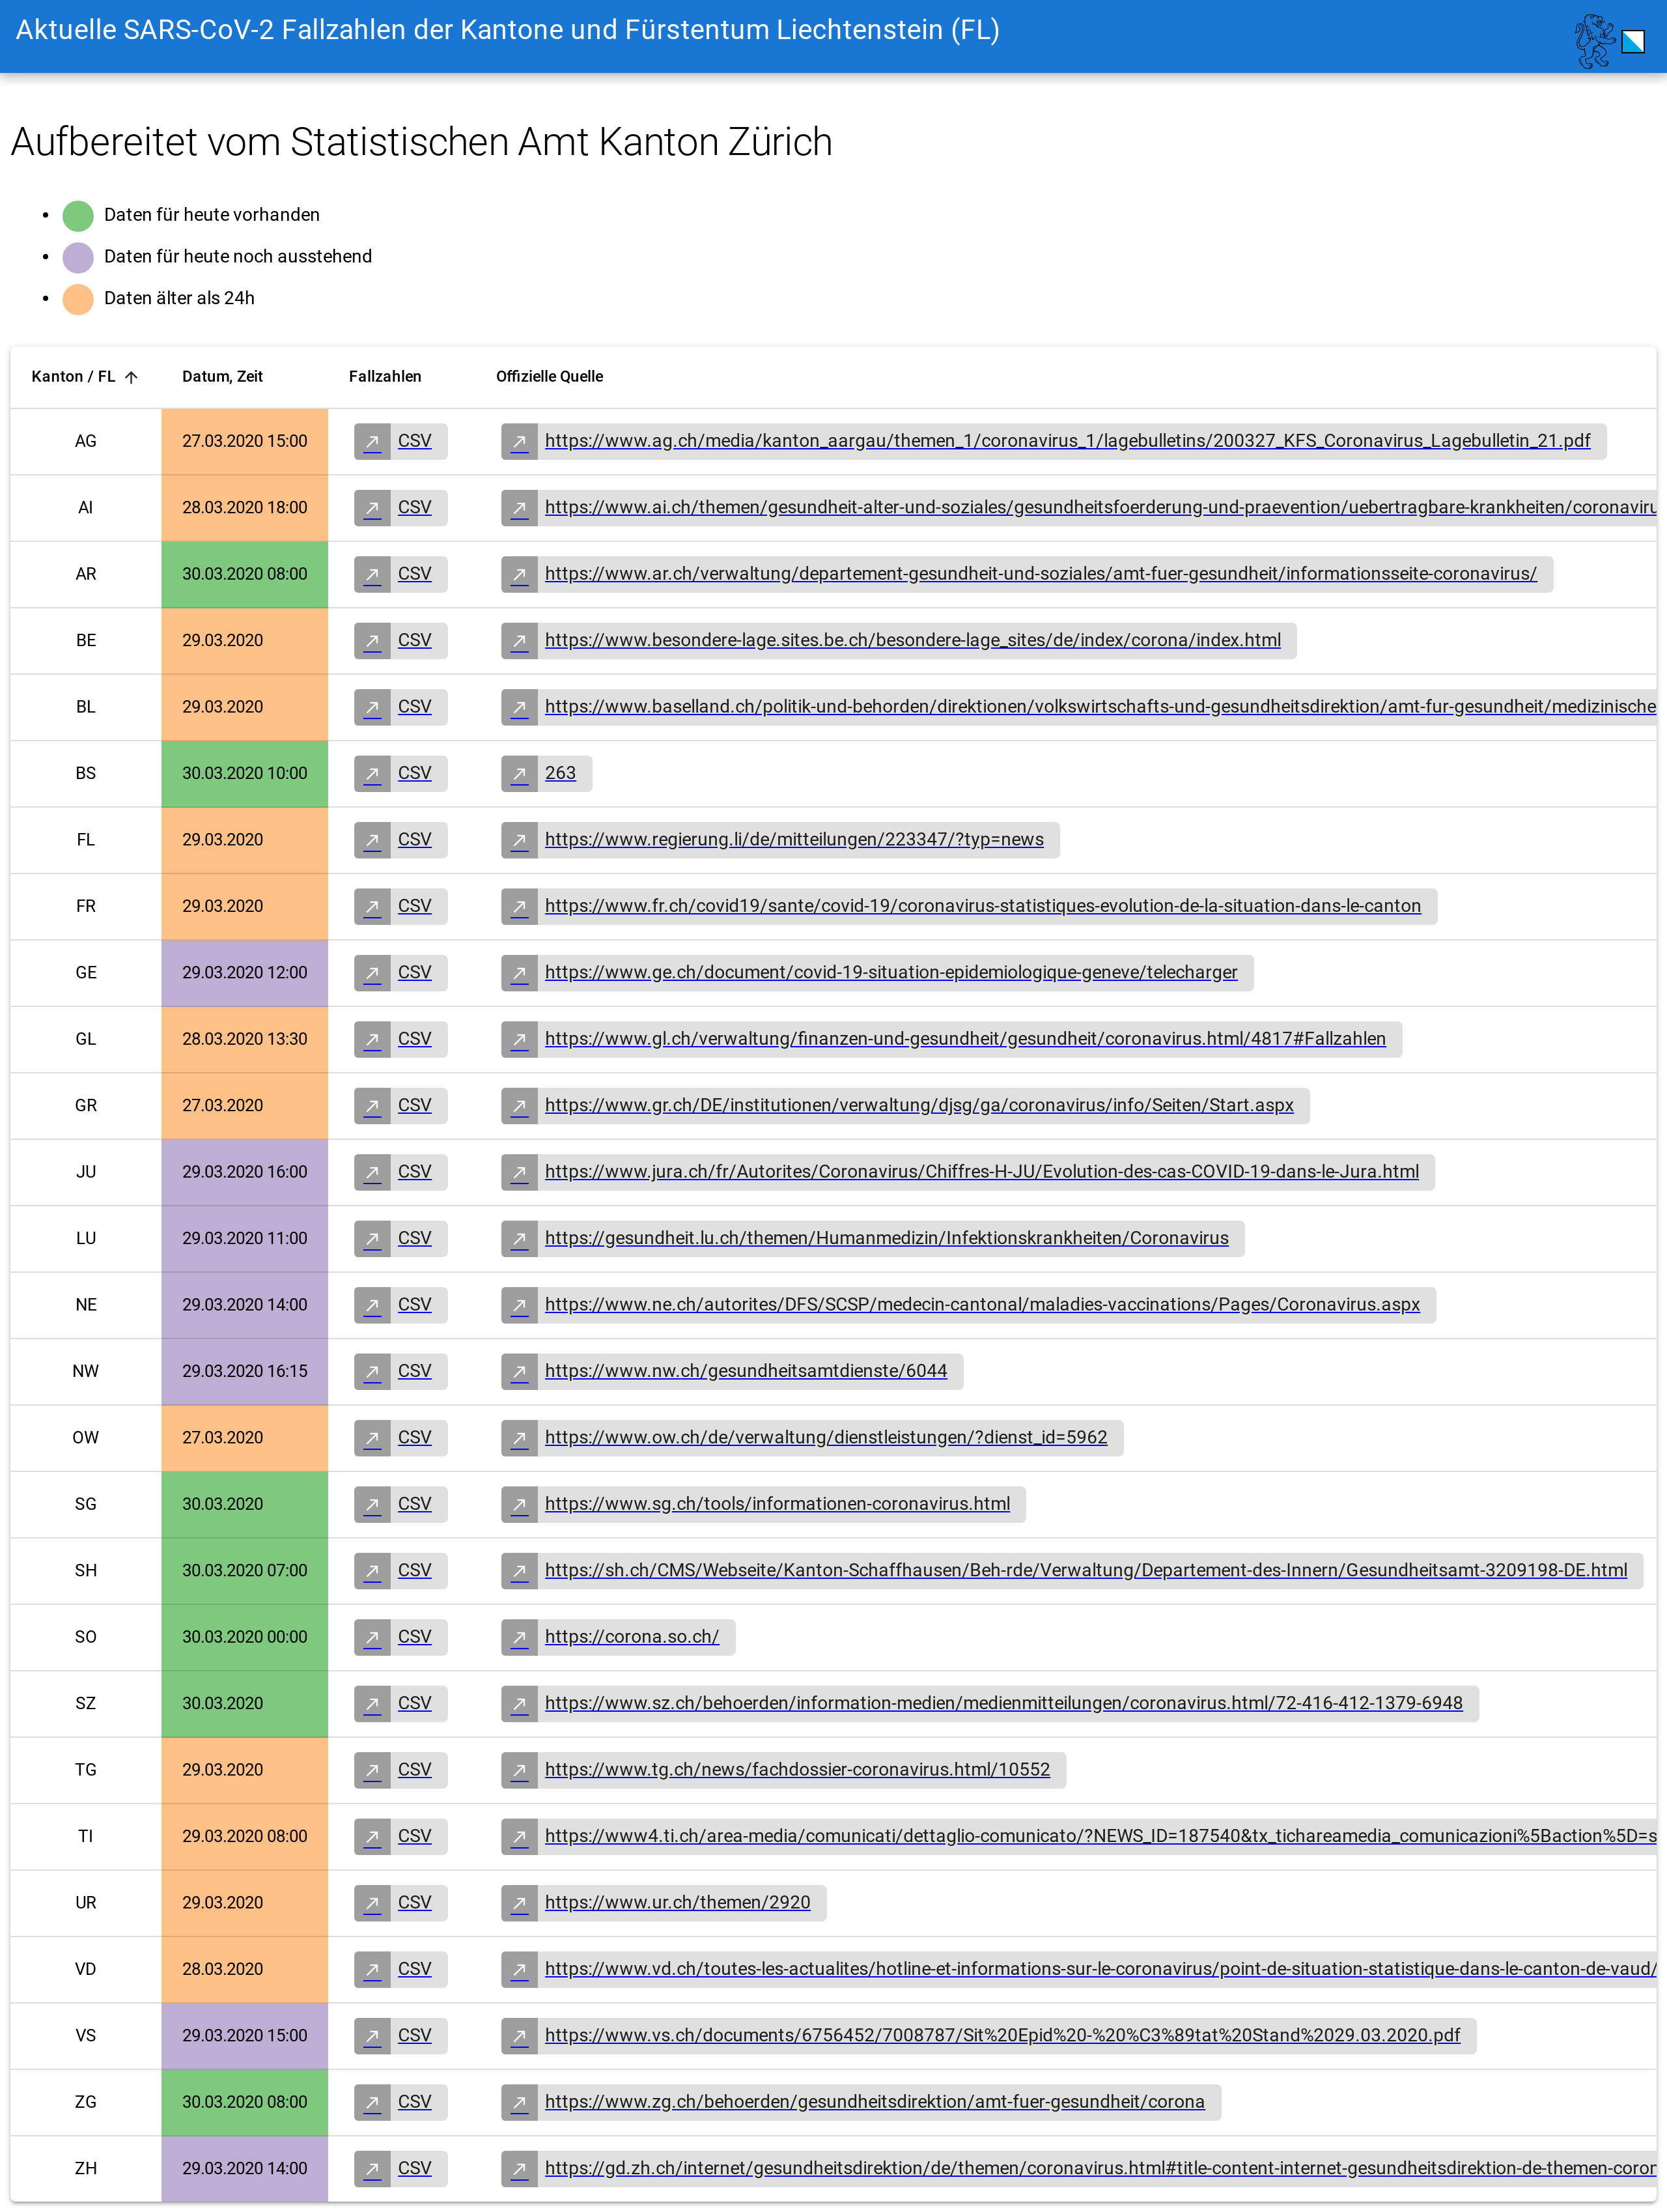 Aktuelle SARS-CoV-2 Fallzahlen der Kantone und Fürstentum Liechtenstein (FL)
Aufbereitet vom Statistischen Amt Kanton Zürich
Daten für heute vorhanden
Daten für heute noch ausstehend
Daten älter als 24h
Kanton / FL Datum, Zeit Fallzahlen Offizielle Quelle
AG 27.03.2020 15:00 CSV https://www.ag.ch/media/kanton_aargau/themen_1/coronavirus_1/lagebulletins/200327_KFS_Coronavirus_Lagebulletin_21.pdf
AI 28.03.2020 18:00 CSV https://www.ai.ch/themen/gesundheit-alter-und-soziales/gesundheitsfoerderung-und-praevention/uebertragbare-krankheiten/coronaviru
AR 30.03.2020 08:00 CSV https://www.ar.ch/verwaltung/departement-gesundheit-und-soziales/amt-fuer-gesundheit/informationsseite-coronavirus/
BE 29.03.2020 CSV https://www.besondere-lage.sites.be.ch/besondere-lage_sites/de/index/corona/index.html
BL 29.03.2020 CSV https://www.baselland.ch/politik-und-behorden/direktionen/volkswirtschafts-und-gesundheitsdirektion/amt-fur-gesundheit/medizinische
BS 30.03.2020 10:00 CSV 263
FL 29.03.2020 CSV https://www.regierung.li/de/mitteilungen/223347/?typ=news
FR 29.03.2020 CSV https://www.fr.ch/covid19/sante/covid-19/coronavirus-statistiques-evolution-de-la-situation-dans-le-canton
GE 29.03.2020 12:00 CSV https://www.ge.ch/document/covid-19-situation-epidemiologique-geneve/telecharger
GL 28.03.2020 13:30 CSV https://www.gl.ch/verwaltung/finanzen-und-gesundheit/gesundheit/coronavirus.html/4817#Fallzahlen
GR 27.03.2020 CSV https://www.gr.ch/DE/institutionen/verwaltung/djsg/ga/coronavirus/info/Seiten/Start.aspx
JU 29.03.2020 16:00 CSV https://www.jura.ch/fr/Autorites/Coronavirus/Chiffres-H-JU/Evolution-des-cas-COVID-19-dans-le-Jura.html
LU 29.03.2020 11:00 CSV https://gesundheit.lu.ch/themen/Humanmedizin/Infektionskrankheiten/Coronavirus
NE 29.03.2020 14:00 CSV https://www.ne.ch/autorites/DFS/SCSP/medecin-cantonal/maladies-vaccinations/Pages/Coronavirus.aspx
NW 29.03.2020 16:15 CSV https://www.nw.ch/gesundheitsamtdienste/6044
OW 27.03.2020 CSV https://www.ow.ch/de/verwaltung/dienstleistungen/?dienst_id=5962
SG 30.03.2020 CSV https://www.sg.ch/tools/informationen-coronavirus.html
SH 30.03.2020 07:00 CSV https://sh.ch/CMS/Webseite/Kanton-Schaffhausen/Beh-rde/Verwaltung/Departement-des-Innern/Gesundheitsamt-3209198-DE.html
SO 30.03.2020 00:00 CSV https://corona.so.ch/
SZ 30.03.2020 CSV https://www.sz.ch/behoerden/information-medien/medienmitteilungen/coronavirus.html/72-416-412-1379-6948
TG 29.03.2020 CSV https://www.tg.ch/news/fachdossier-coronavirus.html/10552
TI 29.03.2020 08:00 CSV https://www4.ti.ch/area-media/comunicati/dettaglio-comunicato/?NEWS_ID=187540&tx_tichareamedia_comunicazioni%5Baction%5D=s
UR 29.03.2020 CSV https://www.ur.ch/themen/2920
VD 28.03.2020 CSV https://www.vd.ch/toutes-les-actualites/hotline-et-informations-sur-le-coronavirus/point-de-situation-statistique-dans-le-canton-de-vaud/
VS 29.03.2020 15:00 CSV https://www.vs.ch/documents/6756452/7008787/Sit%20Epid%20-%20%C3%89tat%20Stand%2029.03.2020.pdf
ZG 30.03.2020 08:00 CSV https://www.zg.ch/behoerden/gesundheitsdirektion/amt-fuer-gesundheit/corona
ZH 29.03.2020 14:00 CSV https://gd.zh.ch/internet/gesundheitsdirektion/de/themen/coronavirus.html#title-content-internet-gesundheitsdirektion-de-themen-coron